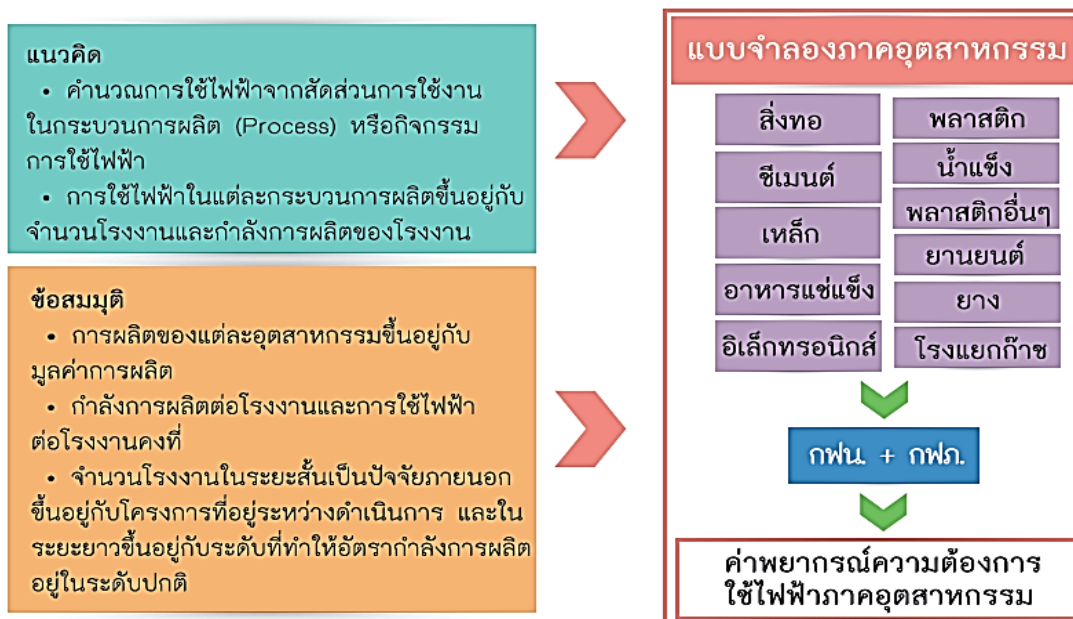 แนวคิด
• คำนวณการใช้ไฟฟ้าจากสัดส่วนการใช้งาน
ในกระบวนการผลิต (Process) หรือกิจกรรม
การใช้ไฟฟ้า
• การใช้ไฟฟ้าในแต่ละกระบวนการผลิตขึ้นอยู่กับ
จำนวนโรงงานและกำลังการผลิตของโรงงาน
ข้อสมมุติ
• การผลิตของแต่ละอุตสาหกรรมขึ้นอยู่กับ
มูลค่าการผลิต
• กำลังการผลิตต่อโรงงานและการใช้ไฟฟ้า
ต่อโรงงานคงที่
• จำนวนโรงงานในระยะสั้นเป็นปัจจัยภายนอก
ขึ้นอยู่กับโครงการที่อยู่ระหว่างดำเนินการ และใน
ระยะยาวขึ้นอยู่กับระดับที่ทำให้อัตรากำลังการผลิต
อยู่ในระดับปกติ
แบบจำลองภาคอุตสาหกรรม
สิ่งทอ
ซีเมนต์
เหล็ก
อาหารแช่แข็ง
อิเล็กทรอนิกส์
พลาสติก
น้ำแข็ง
พลาสติกอื่นๆ
ยานยนต์
ยาง
โรงแยกก๊าซ
กฟน. + กฟภ.
ค่าพยากรณ์ความต้องการ
ใช้ไฟฟ้าภาคอุตสาหกรรม